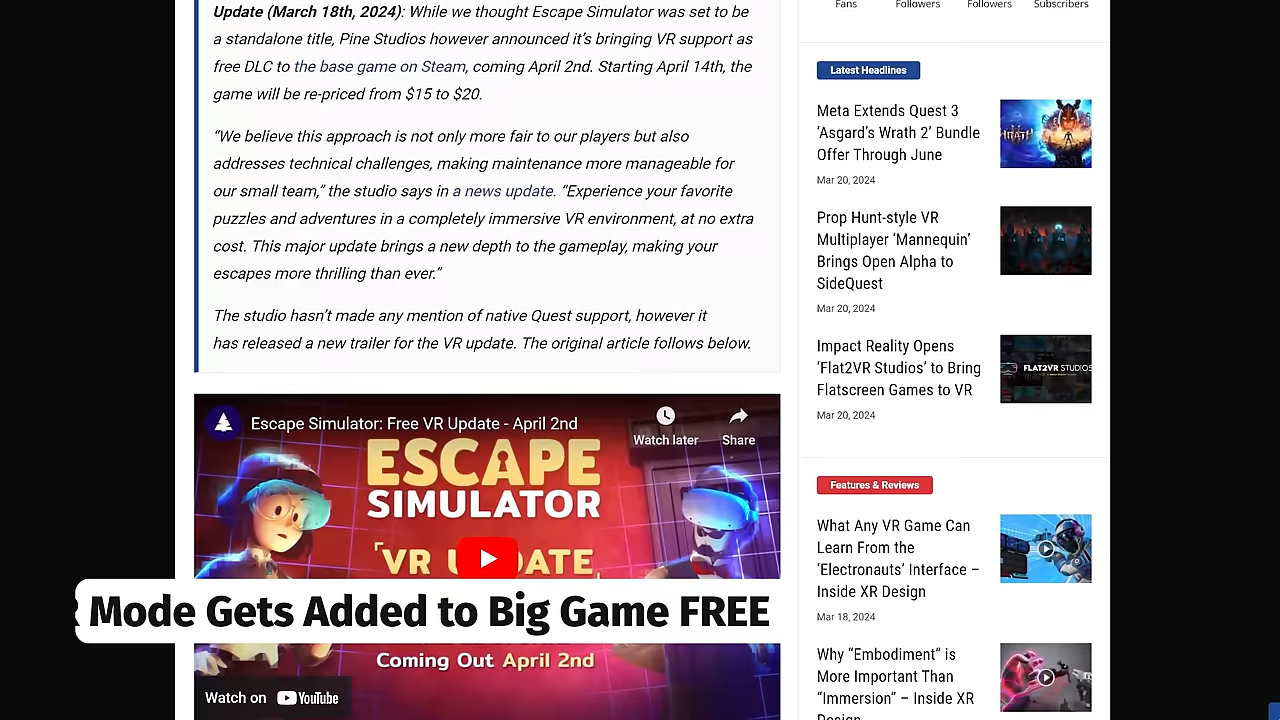 Update (March 18th, 2024): While we thought Escape Simulator was set to be
a standalone title, Pine Studios however announced it’s bringing VR support as
free DLC to the base game on Steam, coming April 2nd. Starting April 14th, the
game will be re-priced from $15 to $20.
“We believe this approach is not only more fair to our players but also
addresses technical challenges, making maintenance more manageable for
our small team,” the studio says in a news update. “Experience your favorite
puzzles and adventures in a completely immersive VR environment, at no extra
cost. This major update brings a new depth to the gameplay, making your
escapes more thrilling than ever.”
The studio hasn’t made any mention of native Quest support, however it
has released a new trailer for the VR update. The original article follows below.
Escape Simulator: Free VR Update - April 2nd
Watch later
Share
ESCAPE
SIMULATOR
VR UPDATE
Mode Gets Added to Big Game FREE
Coming Out April 2nd
Watch on YouTube
Fans Followers Followers Subscribers
Latest Headlines
Meta Extends Quest 3
‘Asgard’s Wrath 2’ Bundle
Offer Through June
Mar 20, 2024
Prop Hunt-style VR
Multiplayer ‘Mannequin’
Brings Open Alpha to
SideQuest
Mar 20, 2024
Impact Reality Opens
‘Flat2VR Studios’ to Bring
Flatscreen Games to VR
Mar 20, 2024
FLAT2VR STUDIOS
Features & Reviews
What Any VR Game Can
Learn From the
‘Electronauts’ Interface –
Inside XR Design
Mar 18, 2024
Why “Embodiment” is
More Important Than
“Immersion” – Inside XR
Design